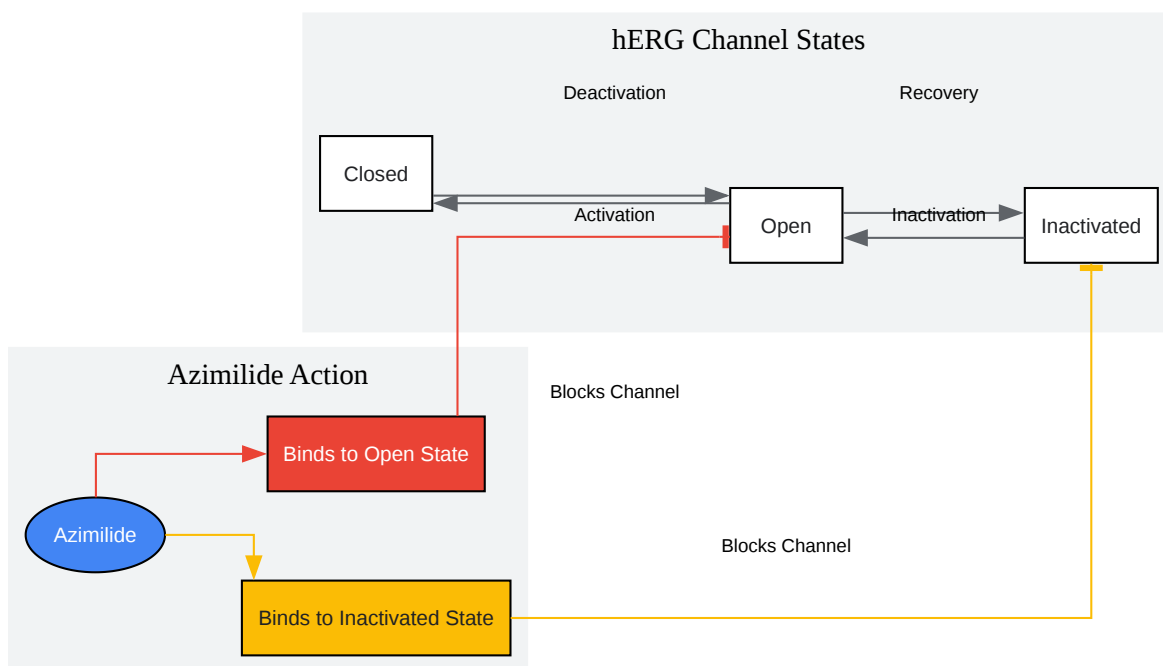 hERG Channel States
Deactivation
Recovery
Closed
Activation
Inactivation
Open
Inactivated
Azimilide Action
Blocks Channel
Binds to Open State
Azimilide
Blocks Channel
Binds to Inactivated State